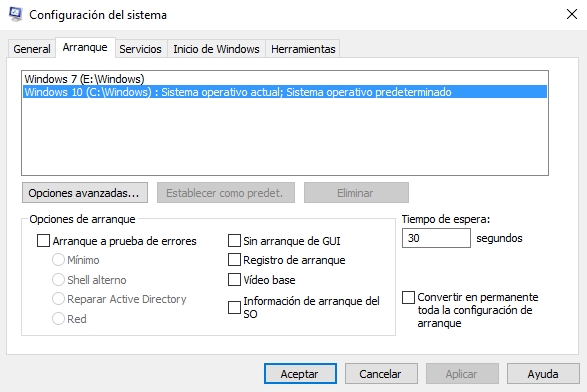 Configuración del sistema
General Arranque Servicios Inicio de Windows Herramientas
Windows 7 (E:\Windows)
Windows 10 (C:\Windows) : Sistema operativo actual; Sistema operativo predeterminado
Opciones avanzadas... Establecer como predet. Eliminar
Opciones de arranque
Arranque a prueba de errores
Mínimo
Shell alterno
Reparar Active Directory
Red
Sin arranque de GUI
Registro de arranque
Vídeo base
Información de arranque del
SO
Tiempo de espera:
30 segundos
Convertir en permanente
toda la configuración de
arranque
Aceptar Cancelar Aplicar Ayuda